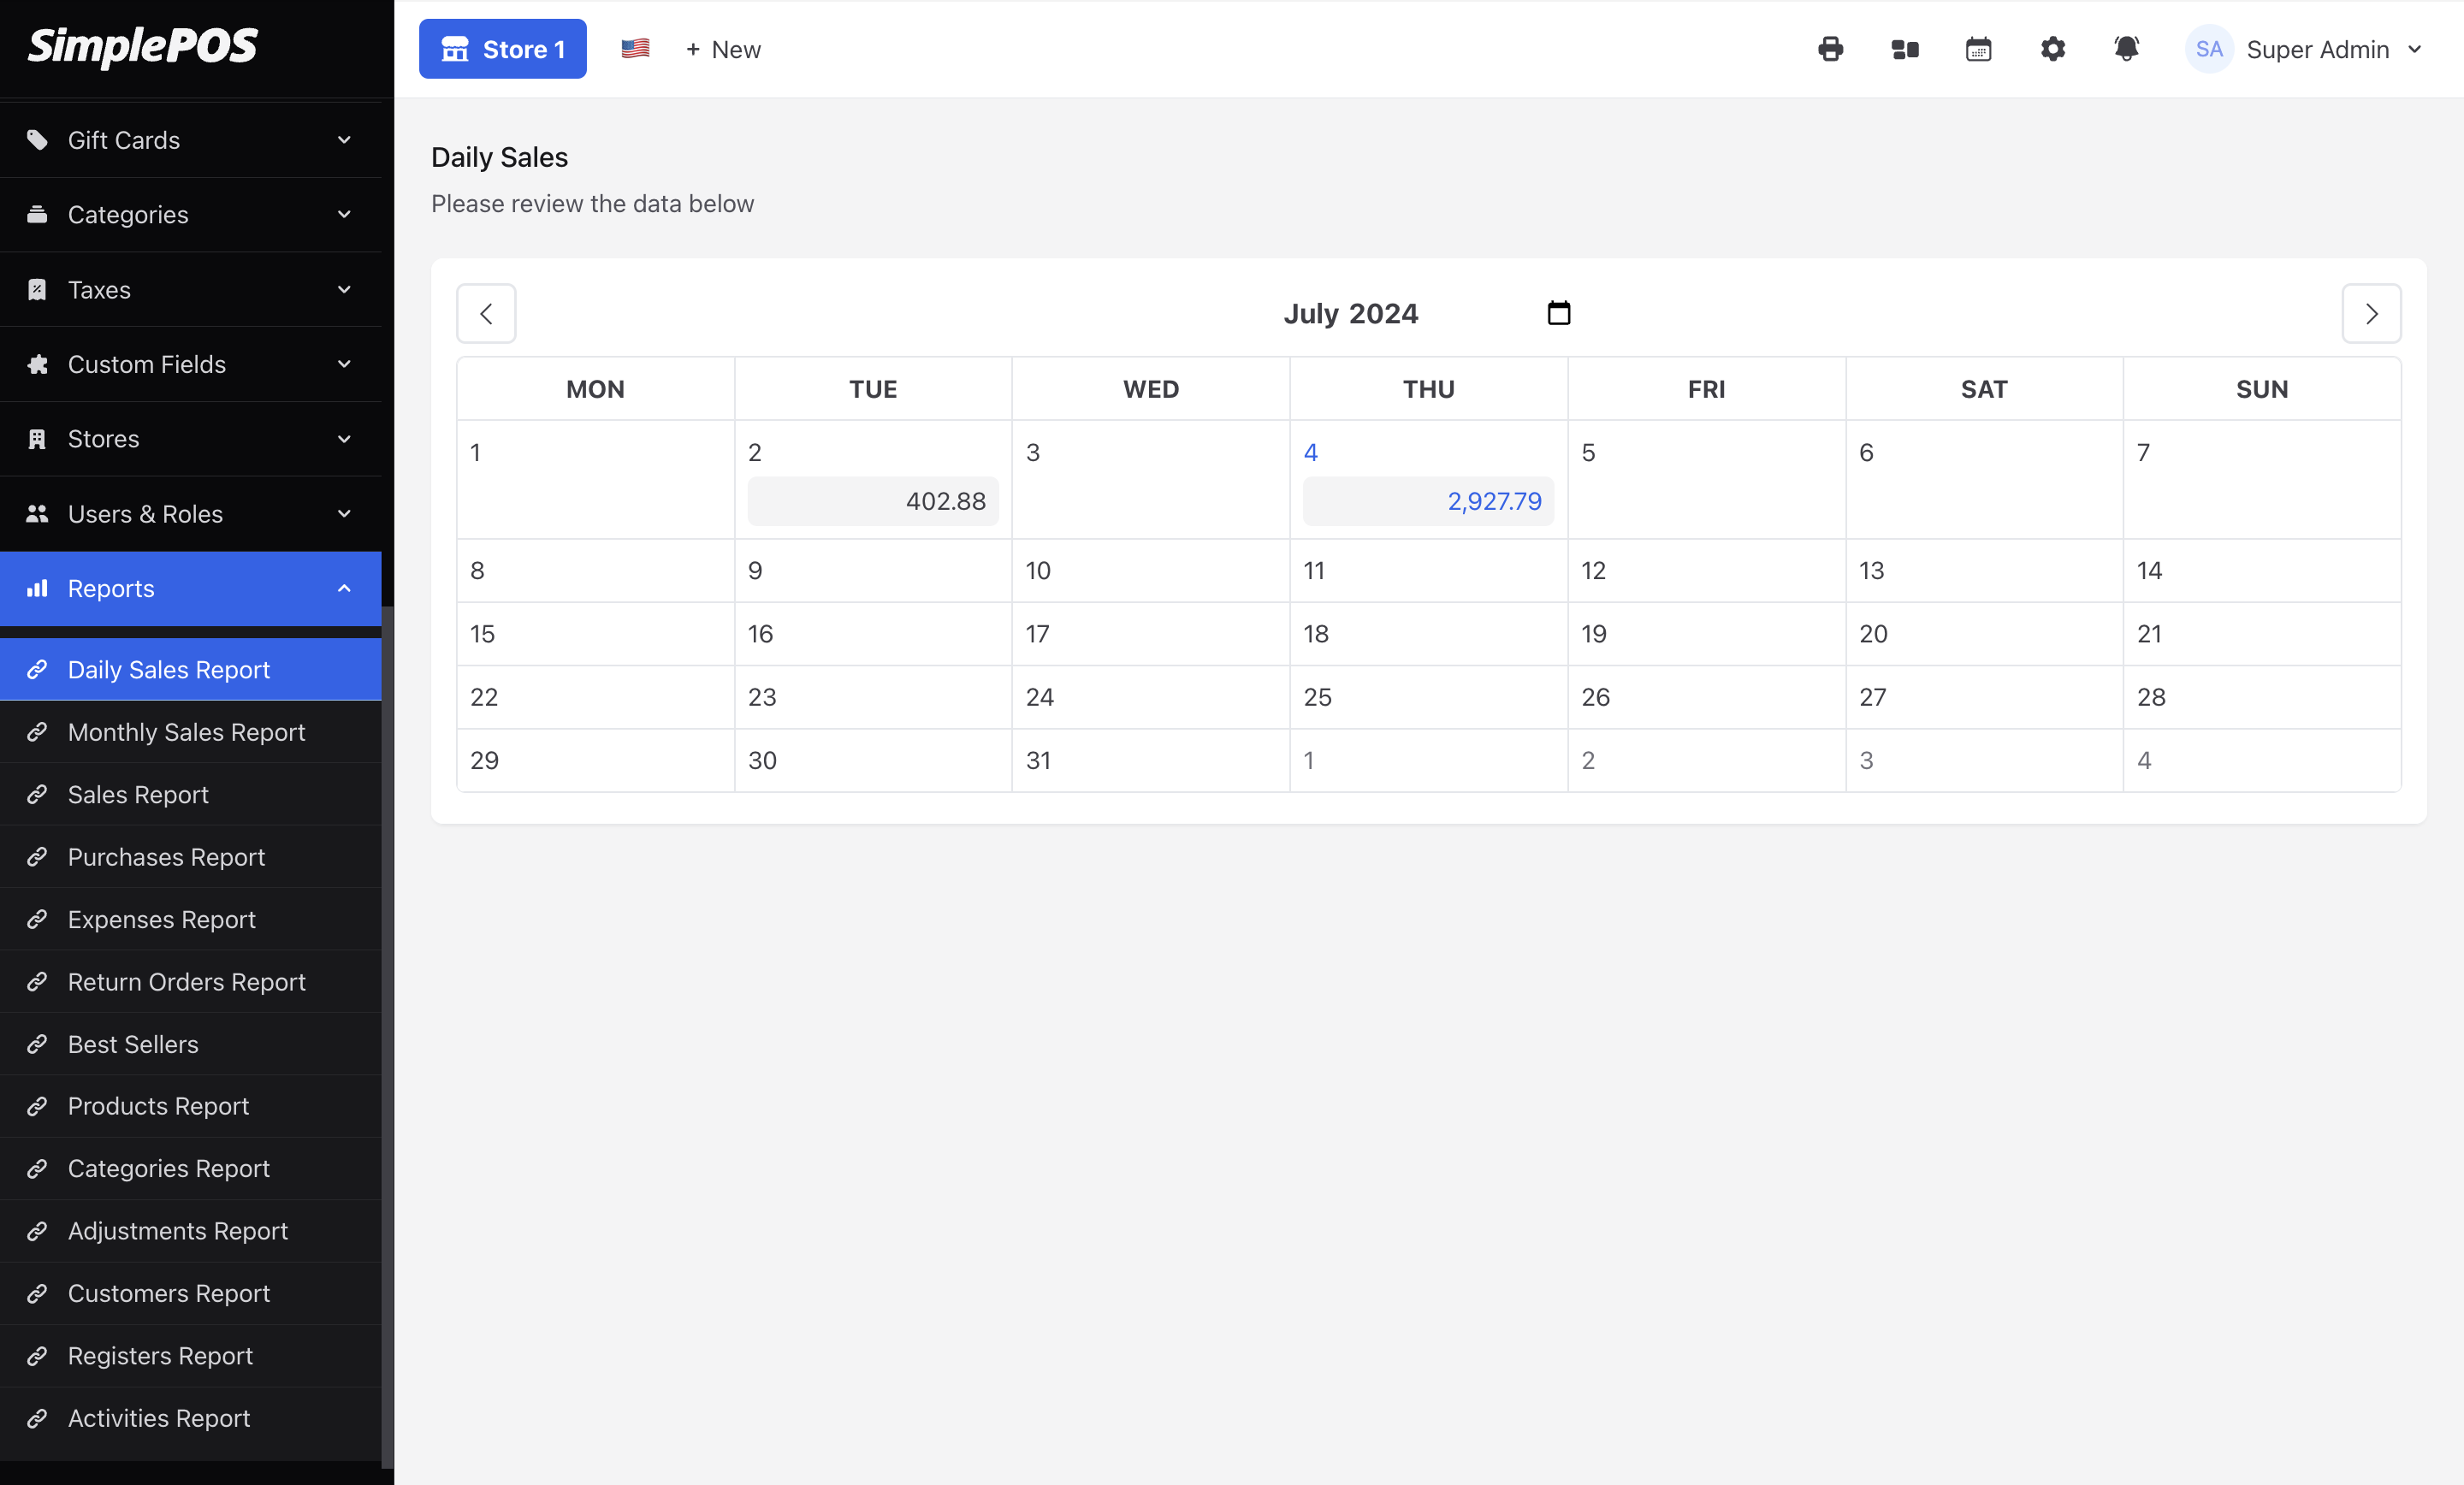 SimplePOS
Gift Cards
Categories
Taxes
Custom Fields
Stores
Users & Roles
Reports
Daily Sales Report
Monthly Sales Report
Sales Report
Purchases Report
Expenses Report
Return Orders Report
Best Sellers
Products Report
Categories Report
Adjustments Report
Customers Report
Registers Report
Activities Report
Store 1 + New SA Super Admin
Daily Sales
Please review the data below
July 2024
MON TUE WED THU FRI SAT SUN
1 2 3 4 5 6 7
402.88 2,927.79
8 9 10 11 12 13 14
15 16 17 18 19 20 21
22 23 24 25 26 27 28
29 30 31 1 2 3 4